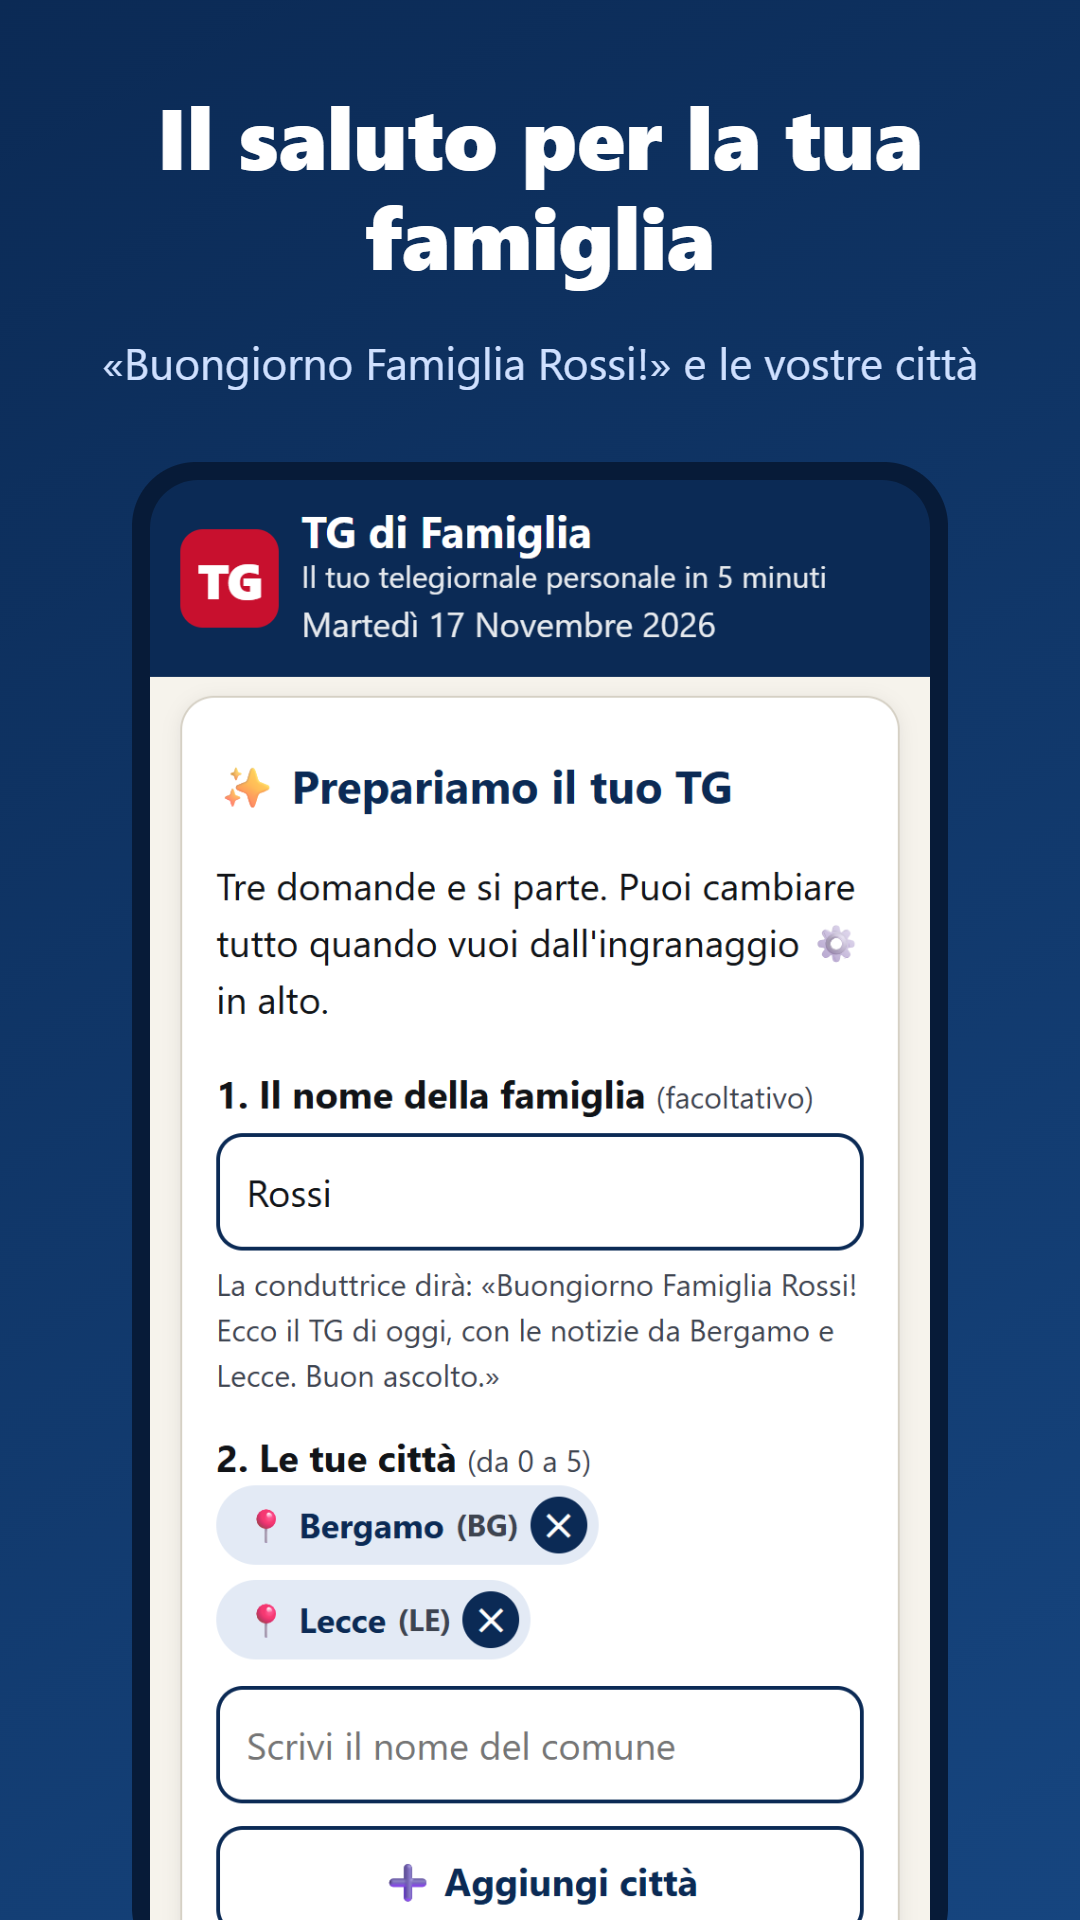 Il saluto per la tua
famiglia
«Buongiorno Famiglia Rossi!» e le vostre città
TG
TG di Famiglia
Il tuo telegiornale personale in 5 minuti
Martedì 17 Novembre 2026
Prepariamo il tuo TG
Tre domande e si parte. Puoi cambiare
tutto quando vuoi dall'ingranaggio
in alto.
1. Il nome della famiglia (facoltativo)
Rossi
La conduttrice dirà: «Buongiorno Famiglia Rossi!
Ecco il TG di oggi, con le notizie da Bergamo e
Lecce. Buon ascolto.»
2. Le tue città (da 0 a 5)
Bergamo (BG)
Lecce (LE)
Scrivi il nome del comune
Aggiungi città